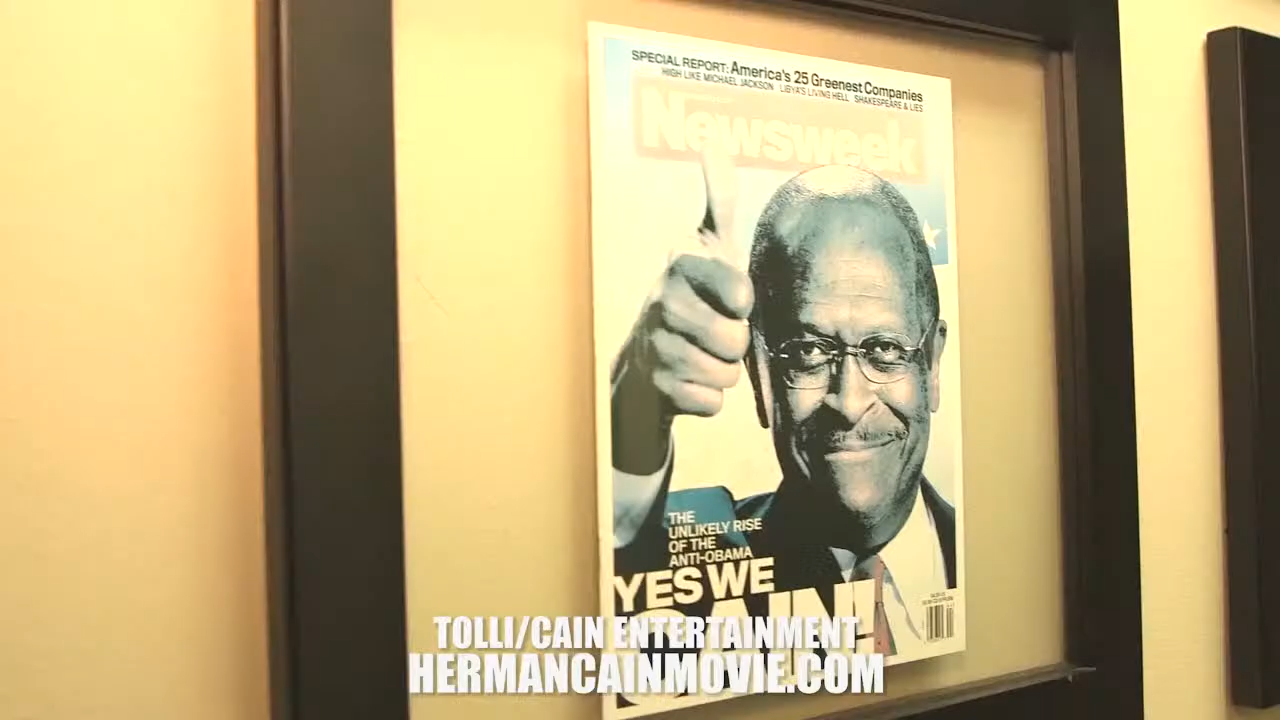 SPECIAL REPORT: America's 25 Greenest Companies
HIGH LIKE MICHAEL JACKSON LIBYA'S LIVING HELL SHAKESPEARE & LIES
Newsweek
THE
UNLIKELY RISE
OF THE
ANTI-OBAMA
YES WE
CAIN!
TOLLI/CAIN ENTERTAINMENT
HERMANCAINMOVIE.COM